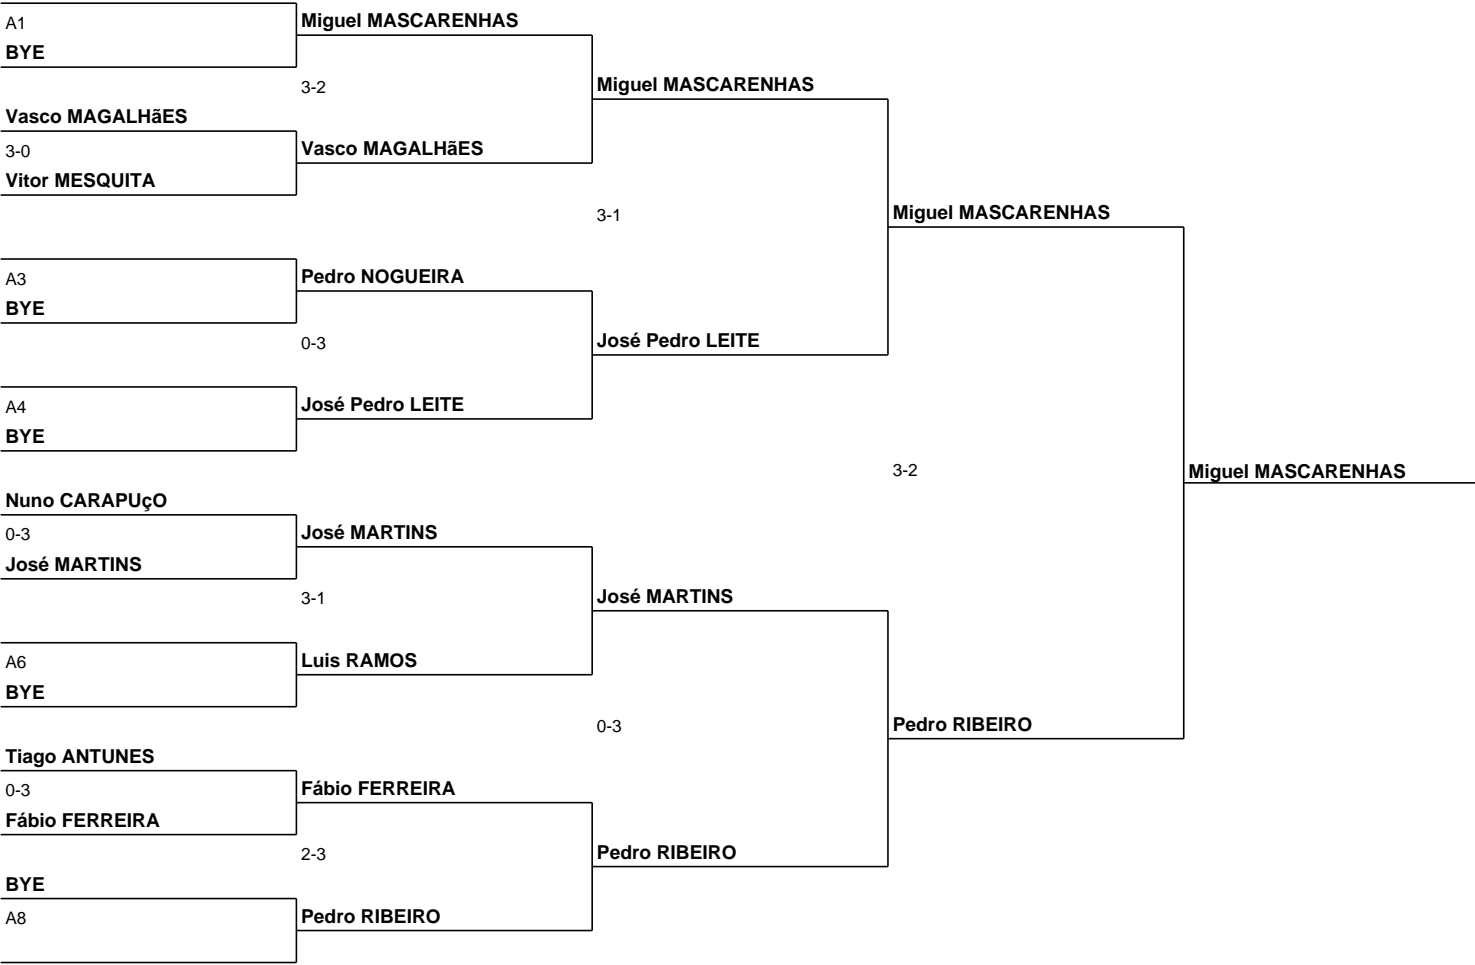 A1
BYE
Miguel MASCARENHAS
3-2
Miguel MASCARENHAS
Vasco MAGALHãES
3-0
Vitor MESQUITA
Vasco MAGALHãES
3-1
Miguel MASCARENHAS
A3
BYE
Pedro NOGUEIRA
0-3
José Pedro LEITE
A4
BYE
José Pedro LEITE
3-2
Miguel MASCARENHAS
Nuno CARAPUçO
0-3
José MARTINS
José MARTINS
3-1
José MARTINS
A6
BYE
Luis RAMOS
0-3
Pedro RIBEIRO
Tiago ANTUNES
0-3
Fábio FERREIRA
Fábio FERREIRA
2-3
Pedro RIBEIRO
BYE
A8
Pedro RIBEIRO